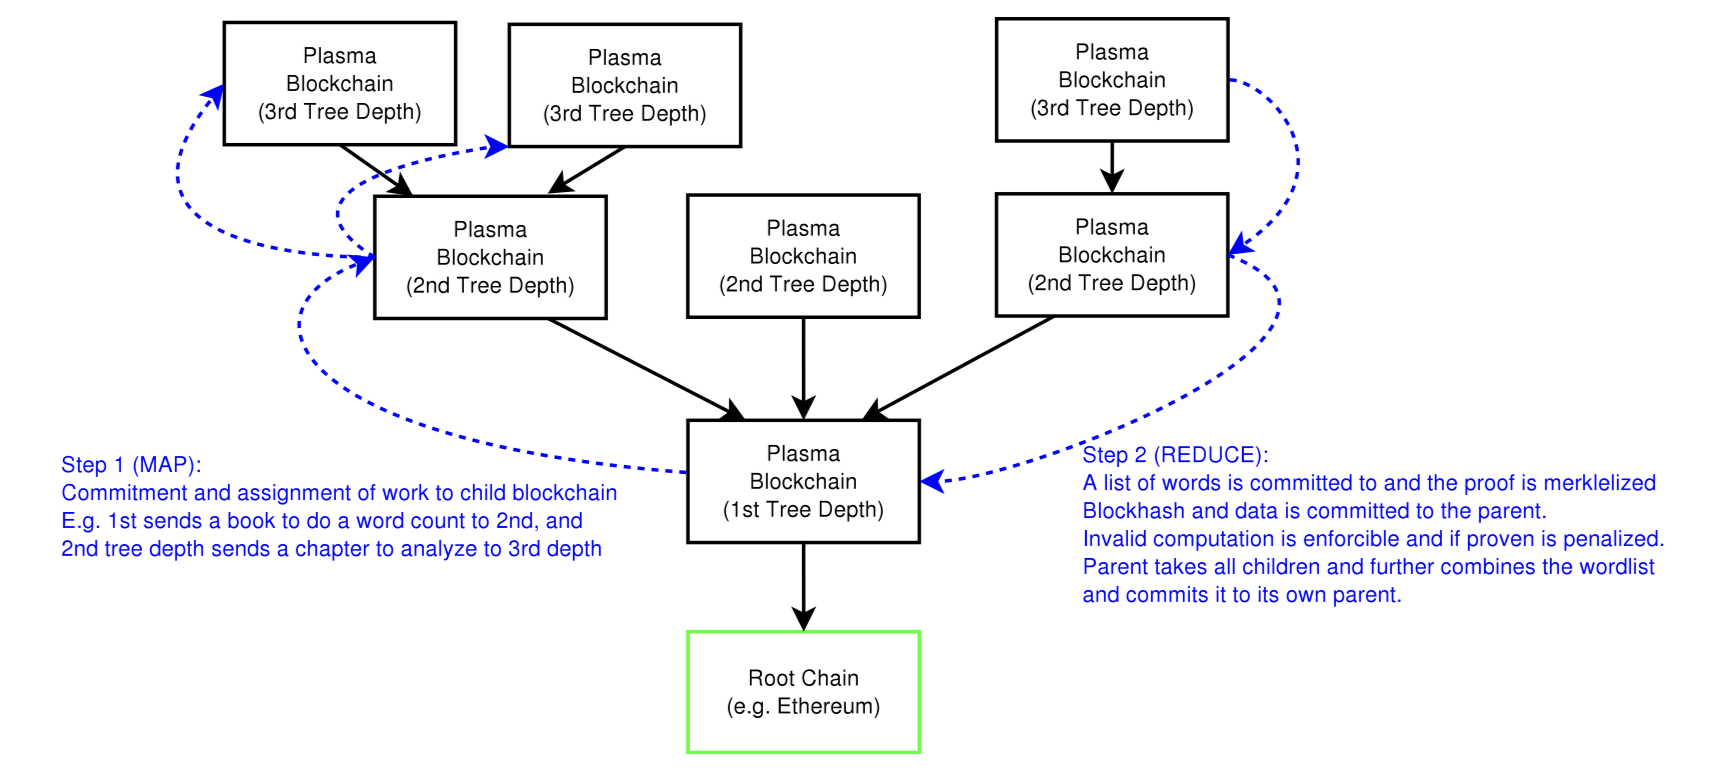 Plasma
Blockchain
(3rd Tree Depth)
Plasma
Blockchain
(3rd Tree Depth)
Plasma
Blockchain
(3rd Tree Depth)
Plasma
Blockchain
(2nd Tree Depth)
Plasma
Blockchain
(2nd Tree Depth)
Plasma
Blockchain
(2nd Tree Depth)
Step 1 (MAP):
Commitment and assignment of work to child blockchain
E.g. 1st sends a book to do a word count to 2nd, and
2nd tree depth sends a chapter to analyze to 3rd depth
Plasma
Blockchain
(1st Tree Depth)
Step 2 (REDUCE):
A list of words is committed to and the proof is merklelized
Blockhash and data is committed to the parent.
Invalid computation is enforcible and if proven is penalized.
Parent takes all children and further combines the wordlist
and commits it to its own parent.
Root Chain
(e.g. Ethereum)